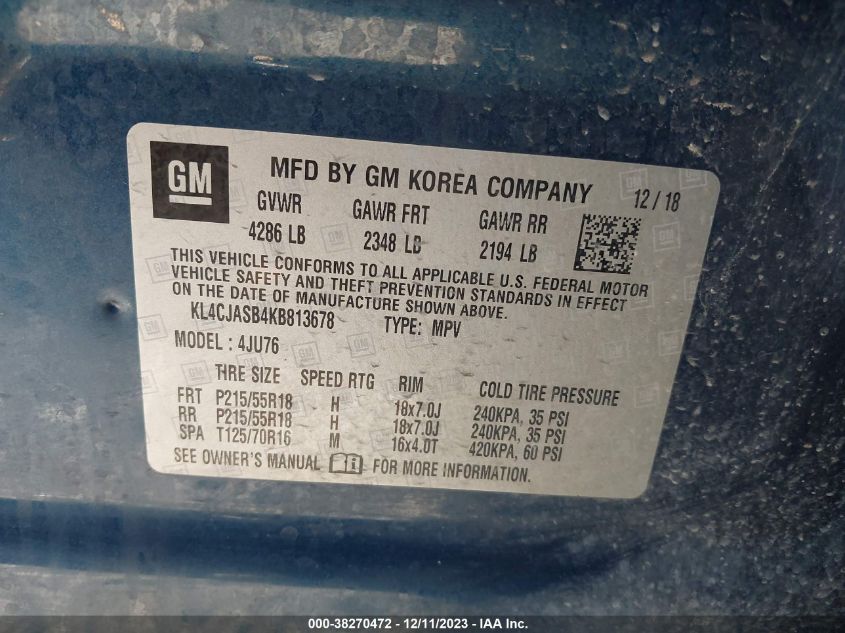 GM
MFD BY GM KOREA COMPANY 12 / 18
GVWR GAWR FRT GAWR RR
4286 LB 2348 LB 2194 LB
THIS VEHICLE CONFORMS TO ALL APPLICABLE U.S. FEDERAL MOTOR
VEHICLE SAFETY AND THEFT PREVENTION STANDARDS IN EFFECT
ON THE DATE OF MANUFACTURE SHOWN ABOVE.
KL4CJASB4KB813678 TYPE: MPV
MODEL : 4JU76
TIRE SIZE SPEED RTG RIM COLD TIRE PRESSURE
FRT P215/55R18 H 18x7.0J 240KPA, 35 PSI
RR P215/55R18 H 18x7.0J 240KPA, 35 PSI
SPA T125/70R16 M 16x4.0T 420KPA, 60 PSI
SEE OWNER'S MANUAL FOR MORE INFORMATION.
000-38270472 - 12/11/2023 - IAA Inc.